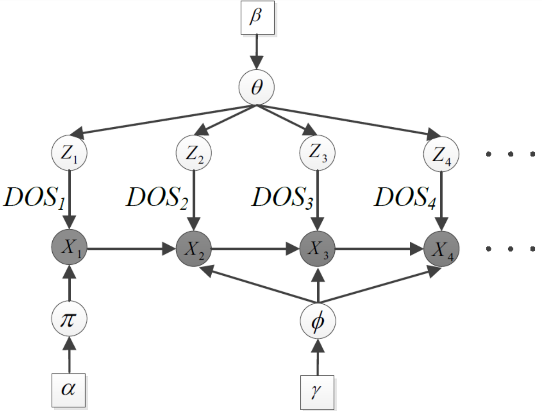 β
θ
Z1 Z2 Z3 Z4 . . .
DOS1 DOS2 DOS3 DOS4
X1 X2 X3 X4 . . .
π ϕ
α γ